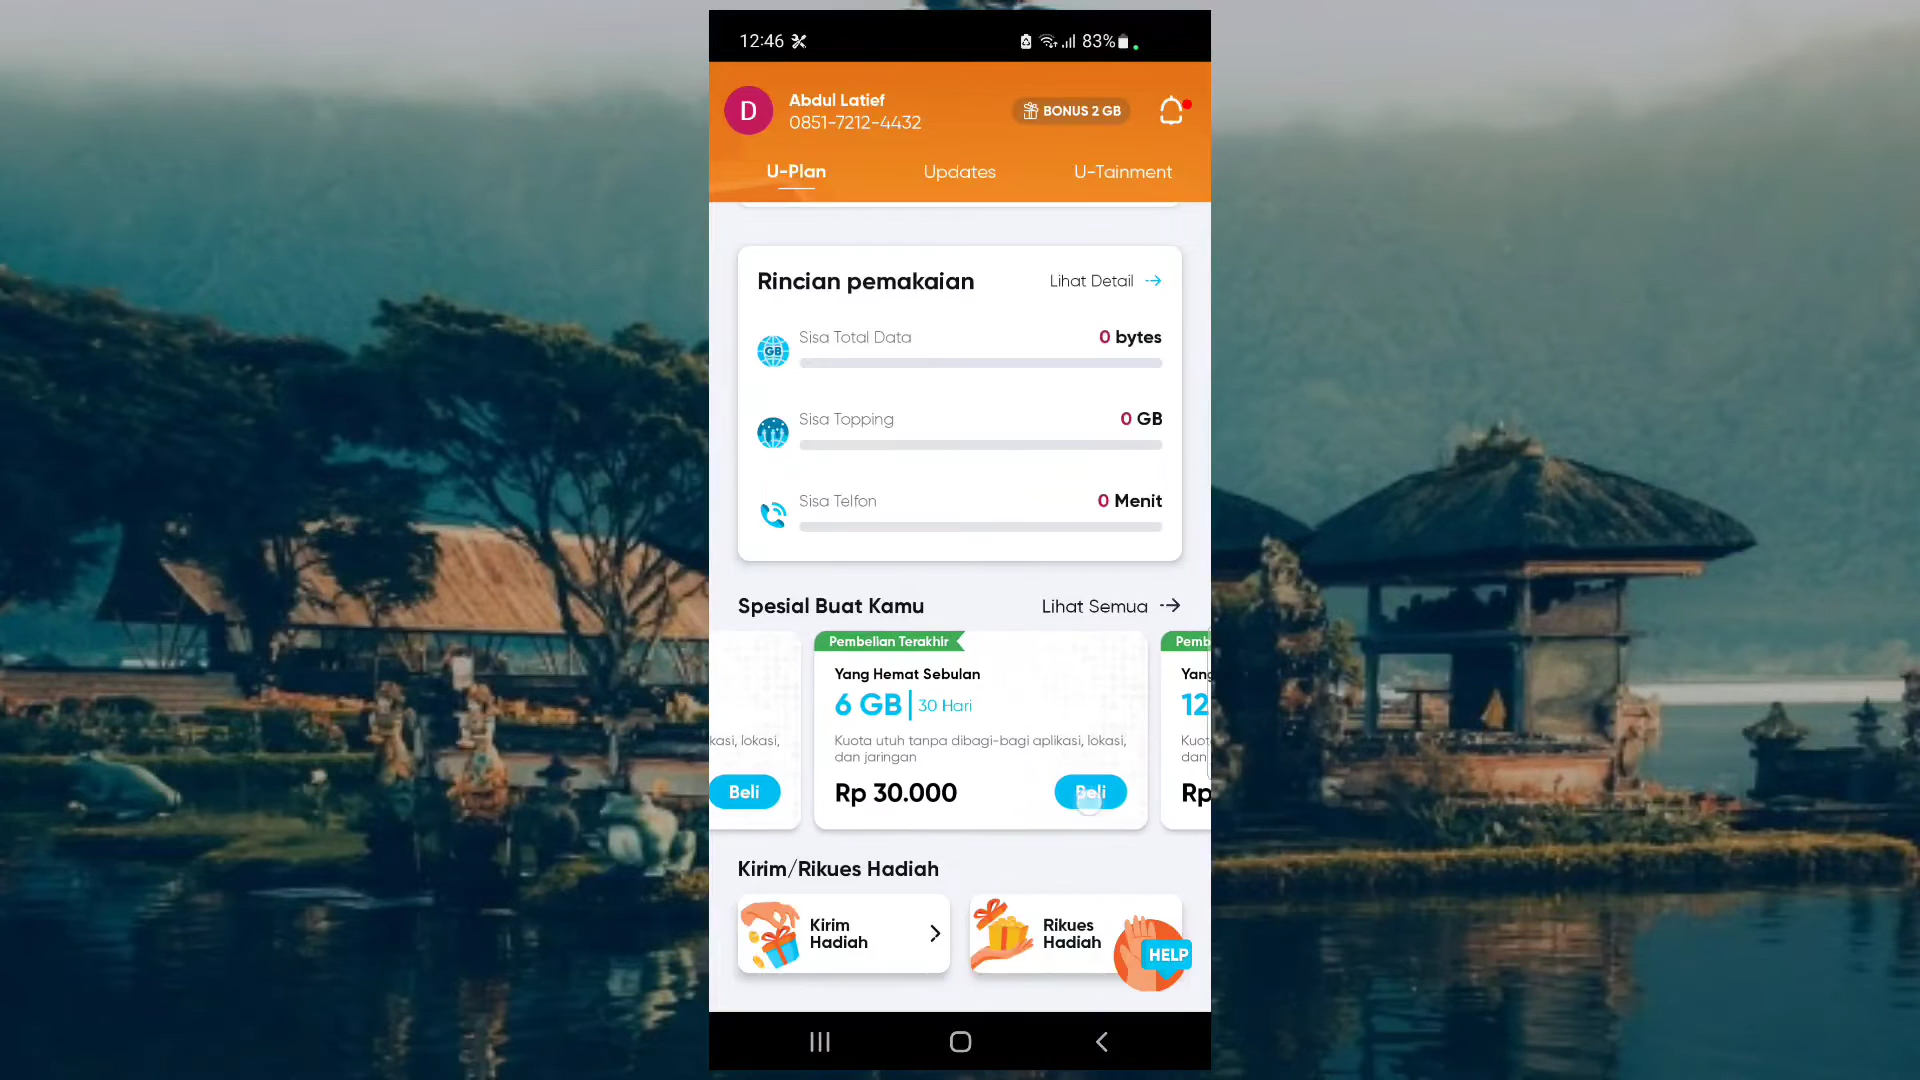 12:46
83%
D
Abdul Latief
0851-7212-4432
BONUS 2 GB
U-Plan
Updates
U-Tainment
Rincian pemakaian
Lihat Detail
GB
Sisa Total Data
0 bytes
Sisa Topping
0 GB
Sisa Telfon
0 Menit
Spesial Buat Kamu
Lihat Semua
kasi, lokasi,
Beli
Pembelian Terakhir
Yang Hemat Sebulan
6 GB
30 Hari
Kuota utuh tanpa dibagi-bagi aplikasi, lokasi,
dan jaringan
Rp 30.000
Beli
12
dan
Rp
Kirim/Rikues Hadiah
Kirim
Hadiah
Rikues
Hadiah
HELP